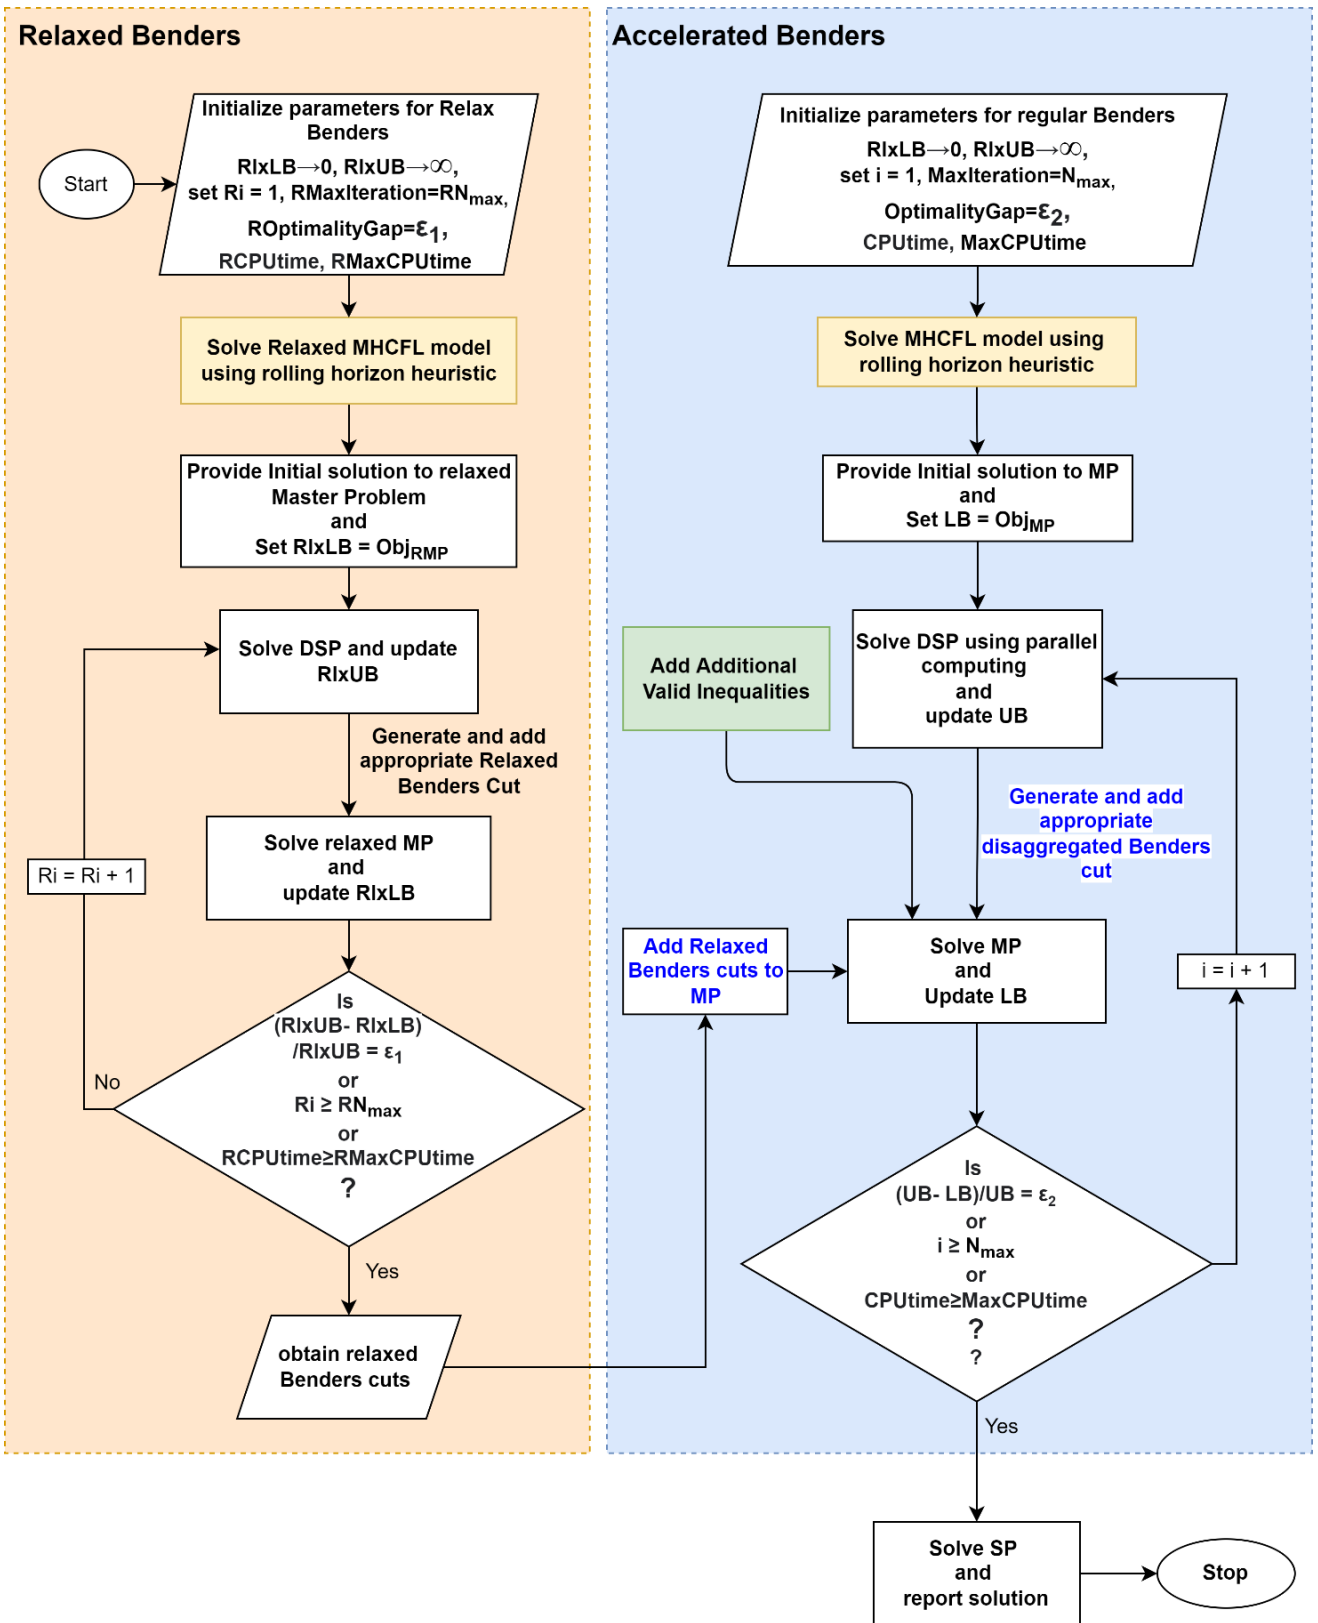 Relaxed Benders
Start
Initialize parameters for Relax
Benders
RlxLB→0, RlxUB→∞,
set Ri = 1, RMaxIteration=RNmax,
ROptimalityGap=ε1,
RCPUtime, RMaxCPUtime
Solve Relaxed MHCFL model
using rolling horizon heuristic
Provide Initial solution to relaxed
Master Problem
and
Set RlxLB = ObjRMP
Solve DSP and update
RlxUB
Generate and add
appropriate Relaxed
Benders Cut
Solve relaxed MP
and
update RlxLB
Ri = Ri + 1
Is
(RlxUB- RlxLB)
/RlxUB = ε1
or
Ri ≥ RNmax
or
RCPUtime≥RMaxCPUtime
?
No
Yes
obtain relaxed
Benders cuts
Accelerated Benders
Initialize parameters for regular Benders
RlxLB→0, RlxUB→∞,
set i = 1, MaxIteration=Nmax,
OptimalityGap=ε2,
CPUtime, MaxCPUtime
Solve MHCFL model using
rolling horizon heuristic
Provide Initial solution to MP
and
Set LB = ObjMP
Solve DSP using parallel
computing
and
update UB
Add Additional
Valid Inequalities
Generate and add
appropriate
disaggregated Benders
cut
Add Relaxed
Benders cuts to
MP
Solve MP
and
Update LB
i = i + 1
Is
(UB- LB)/UB = ε2
or
i ≥ Nmax
or
CPUtime≥MaxCPUtime
?
?
Yes
Solve SP
and
report solution
Stop